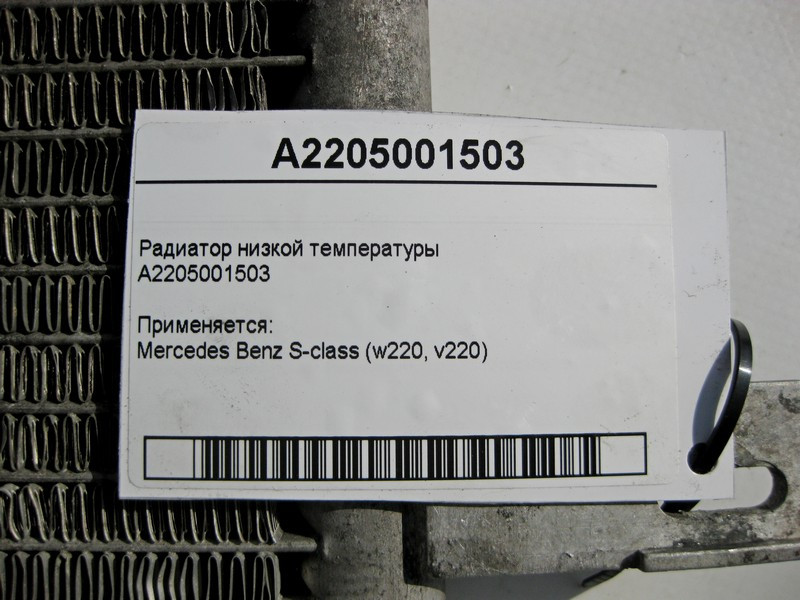 A2205001503
Радиатор низкой температуры
A2205001503
Применяется:
Mercedes Benz S-class (w220, v220)